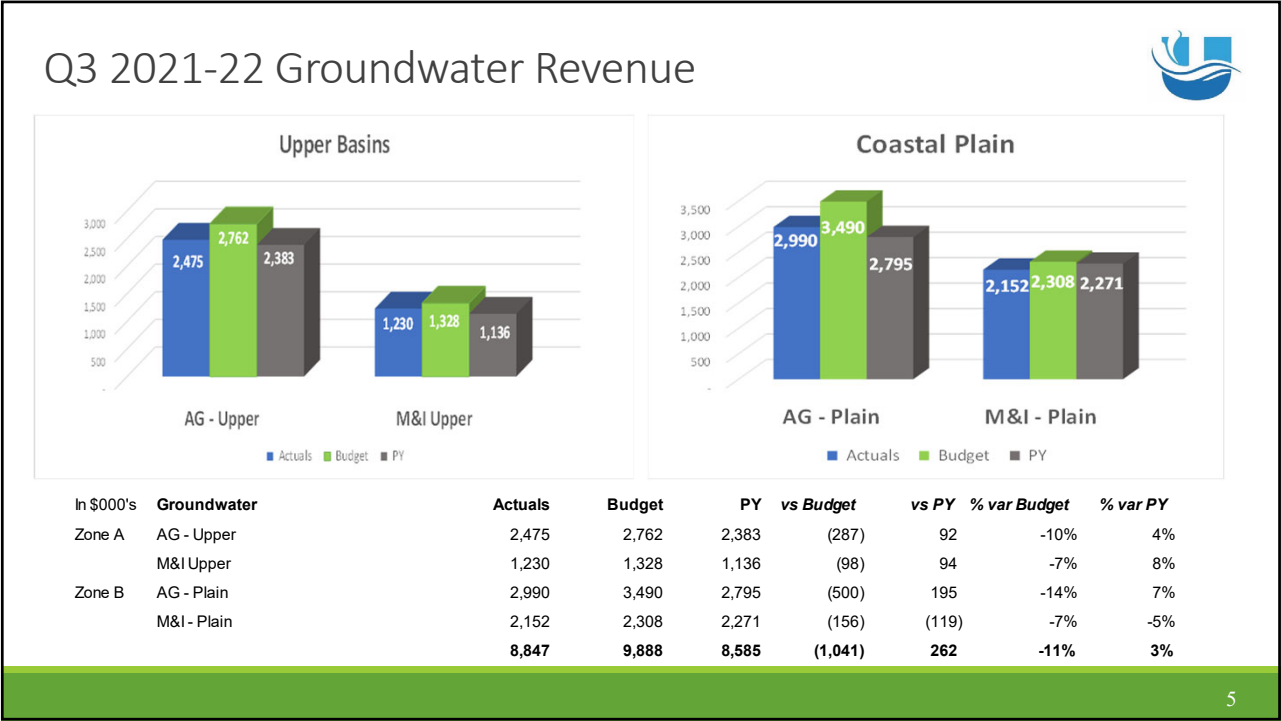 Q3 2021-22 Groundwater Revenue
Upper Basins
3,000
2,500
2,000
1,500
1,000
500
-
2,475
2,762
2,383
1,230
1,328
1,136
AG - Upper M&I Upper
Actuals Budget PY
Coastal Plain
3,500
3,000
2,500
2,000
1,500
1,000
500
-
2,990
3,490
2,795
2,152
2,308
2,271
AG - Plain M&I - Plain
Actuals Budget PY
In $000's Groundwater Actuals Budget PY vs Budget vs PY % var Budget % var PY
Zone A AG - Upper 2,475 2,762 2,383 (287) 92 -10% 4%
M&I Upper 1,230 1,328 1,136 (98) 94 -7% 8%
Zone B AG - Plain 2,990 3,490 2,795 (500) 195 -14% 7%
M&I - Plain 2,152 2,308 2,271 (156) (119) -7% -5%
8,847 9,888 8,585 (1,041) 262 -11% 3%
5